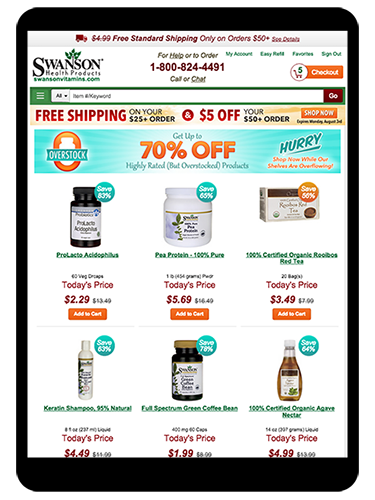 $4.99 Free Standard Shipping Only on Orders $50+ See Details
SWANSON
Health Products
swansonvitamins.com
For Help or to Order
1-800-824-4491
Call or Chat
My Account Easy Refill Favorites Sign Out
5 Checkout
All Item #/Keyword Go
FREE SHIPPING ON YOUR $25+ ORDER & $5 OFF YOUR $50+ ORDER SHOP NOW
Expires Monday, August 3rd!
OVERSTOCK
Get Up to
70% OFF
Highly Rated (But Overstocked) Products
HURRY
Shop Now While Our
Shelves Are Overflowing!
Save 83% Save 65% Save 56%
ProLacto Acidophilus
60 Veg Drcaps
Today's Price
$2.29 $13.49
Add to Cart
Pea Protein - 100% Pure
1 lb (454 grams) Pwdr
Today's Price
$5.69 $16.49
Add to Cart
100% Certified Organic Rooibos
Red Tea
20 Bag(s)
Today's Price
$3.49 $7.99
Add to Cart
Save 63% Save 78% Save 64%
Keratin Shampoo, 95% Natural
8 fl oz (237 ml) Liquid
Today's Price
$4.49 $11.99
Full Spectrum Green Coffee Bean
400 mg 60 Caps
Today's Price
$1.99 $8.99
100% Certified Organic Agave
Nectar
14 oz (397 grams) Liquid
Today's Price
$4.99 $13.99